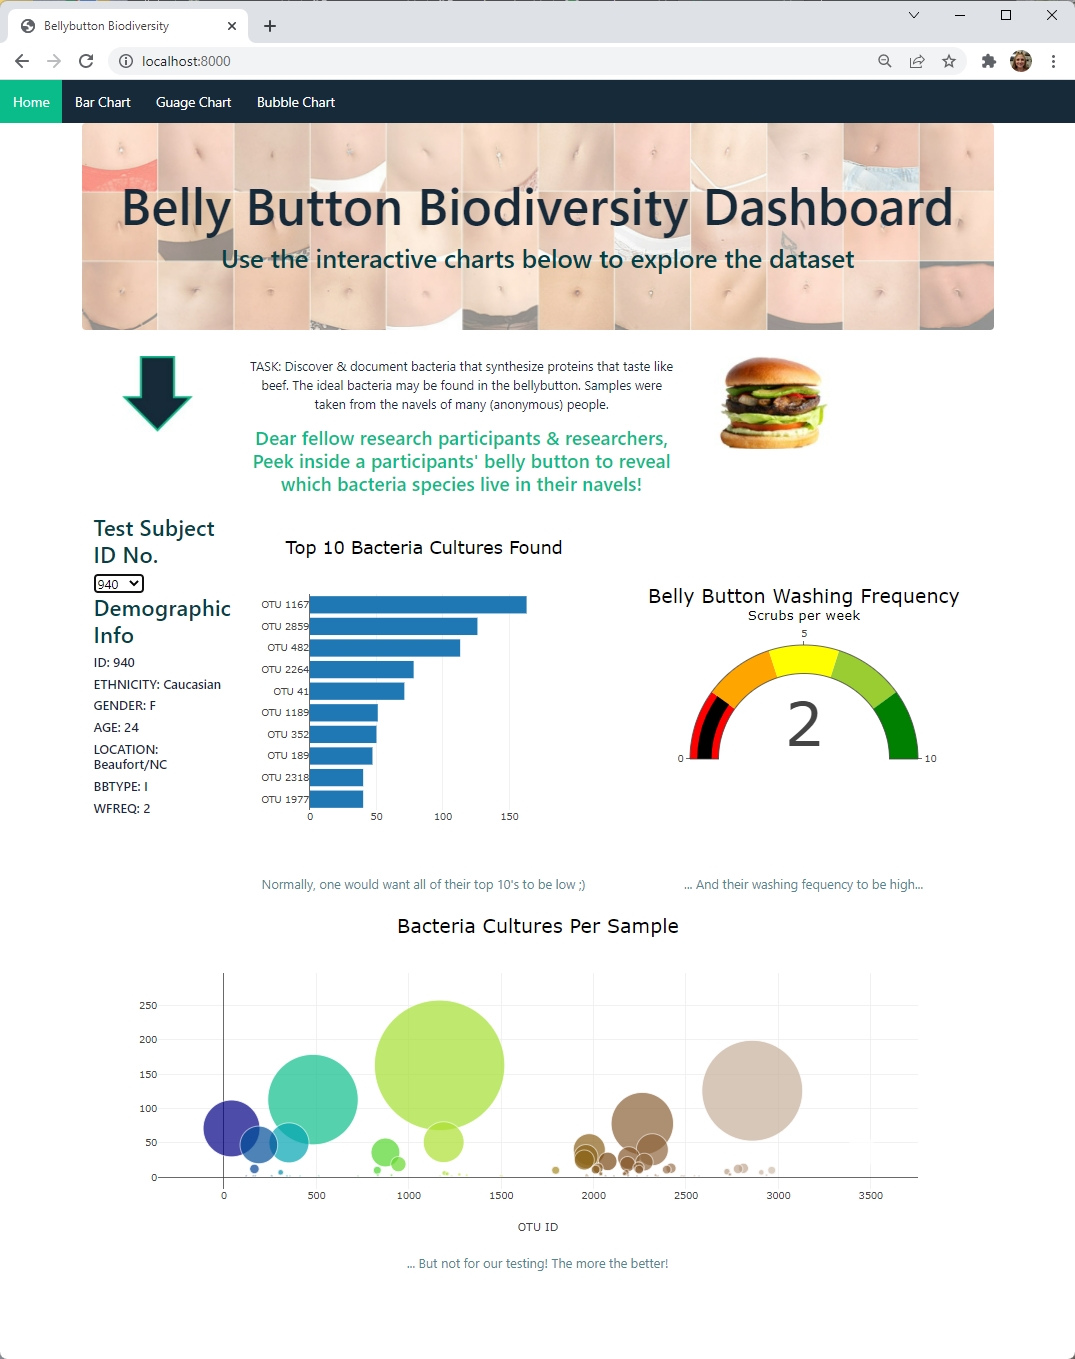 Bellybutton Biodiversity
localhost:8000
Home Bar Chart Guage Chart Bubble Chart
Belly Button Biodiversity Dashboard
Use the interactive charts below to explore the dataset
TASK: Discover & document bacteria that synthesize proteins that taste like
beef. The ideal bacteria may be found in the bellybutton. Samples were
taken from the navels of many (anonymous) people.
Dear fellow research participants & researchers,
Peek inside a participants' belly button to reveal
which bacteria species live in their navels!
Test Subject
ID No.
940
Demographic
Info
ID: 940
ETHNICITY: Caucasian
GENDER: F
AGE: 24
LOCATION:
Beaufort/NC
BBTYPE: I
WFREQ: 2
Top 10 Bacteria Cultures Found
OTU 1167
OTU 2859
OTU 482
OTU 2264
OTU 41
OTU 1189
OTU 352
OTU 189
OTU 2318
OTU 1977
0 50 100 150
Belly Button Washing Frequency
Scrubs per week
5
2
0 10
Normally, one would want all of their top 10's to be low ;)
... And their washing fequency to be high...
Bacteria Cultures Per Sample
250
200
150
100
50
0
0 500 1000 1500 2000 2500 3000 3500
OTU ID
... But not for our testing! The more the better!